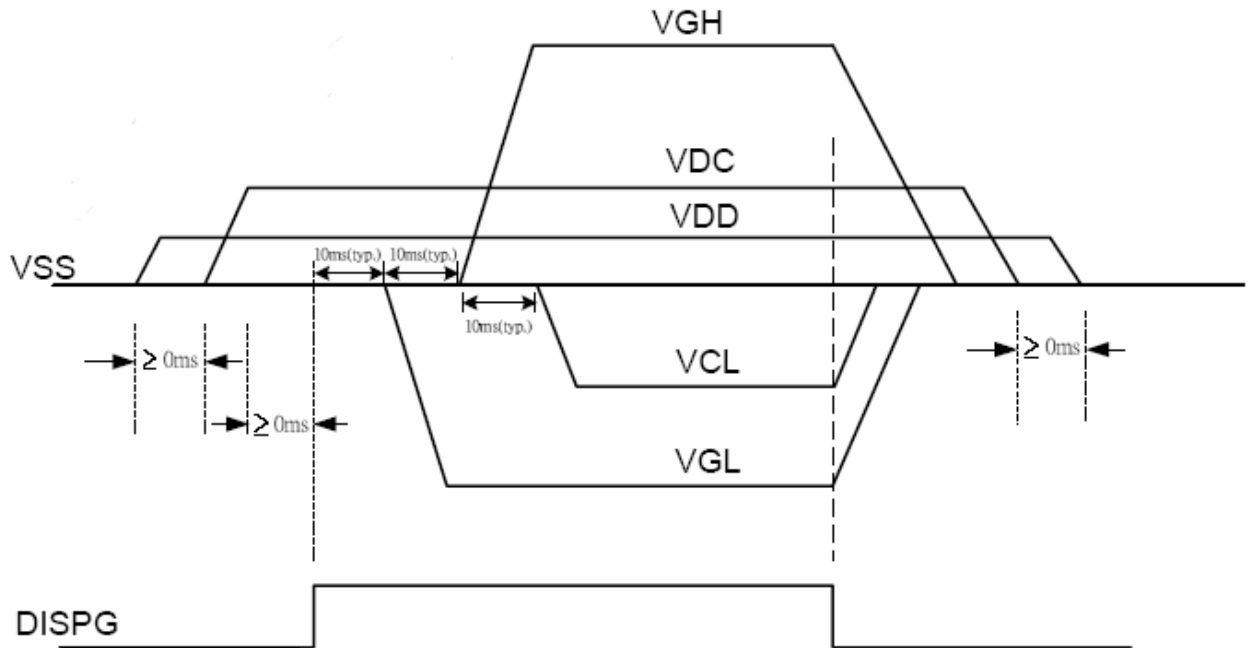 VGH
VDC
VDD
VSS
10ms(typ.)
10ms(typ.)
10ms(typ.)
≥ 0ms
≥ 0ms
≥ 0ms
VCL
VGL
DISPG